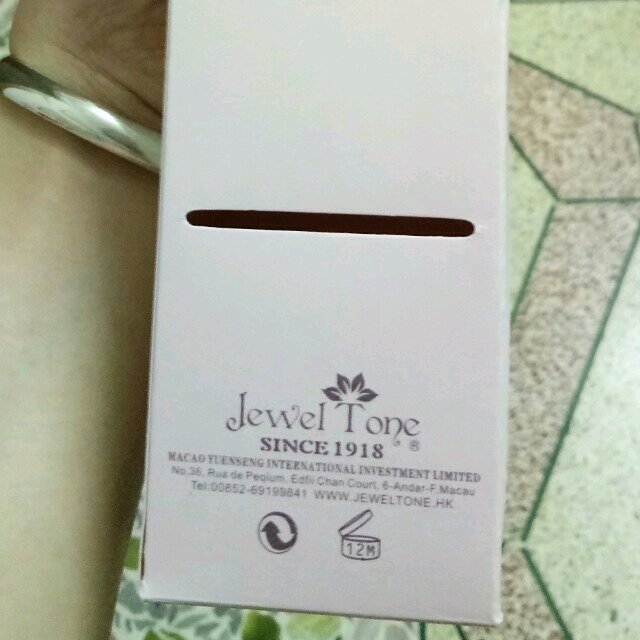 Jewel Tone ®
SINCE 1918
MACAO YUENSENG INTERNATIONAL INVESTMENT LIMITED
No.36, Rua de Peqium, Edfi Chan Court, 6-Andar-F,Macau
Tel:00852-69199841 WWW.JEWELTONE.HK
12M